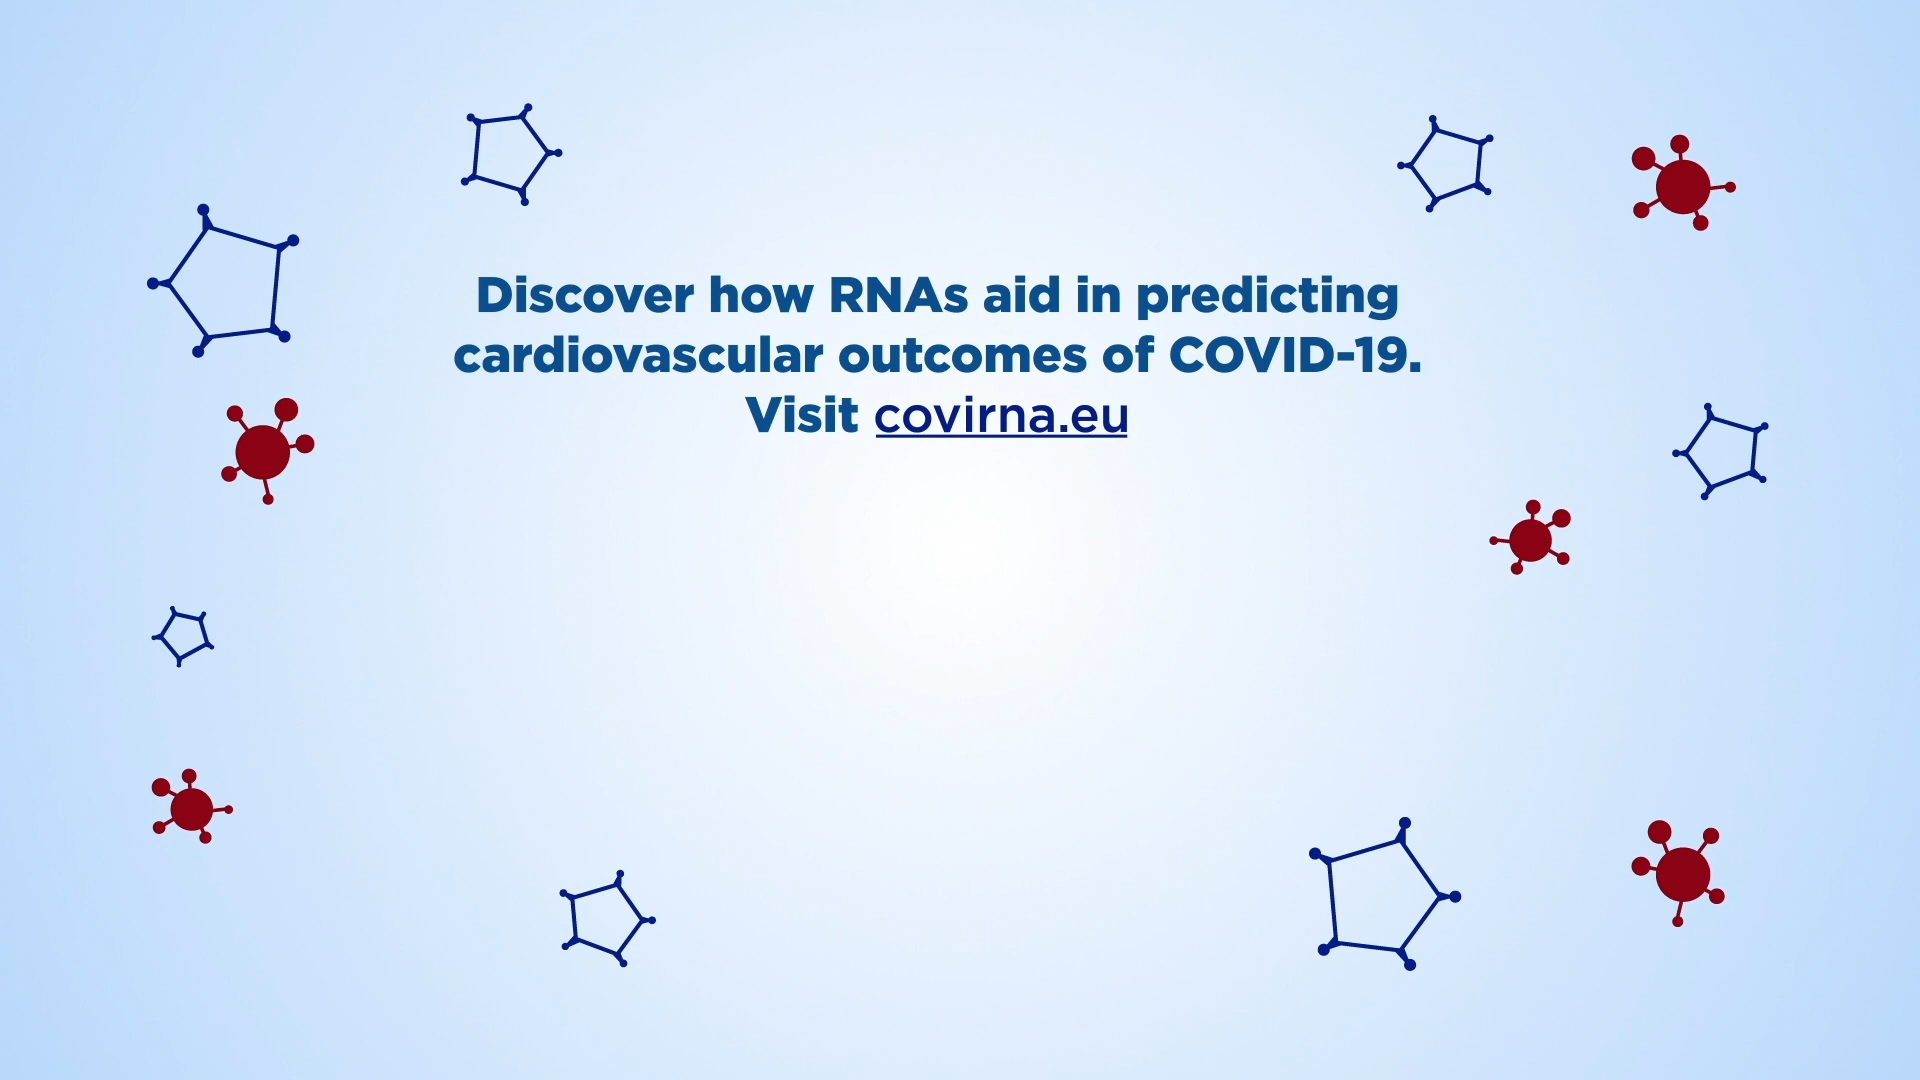 Discover how RNAs aid in predicting
cardiovascular outcomes of COVID-19.
Visit covirna.eu